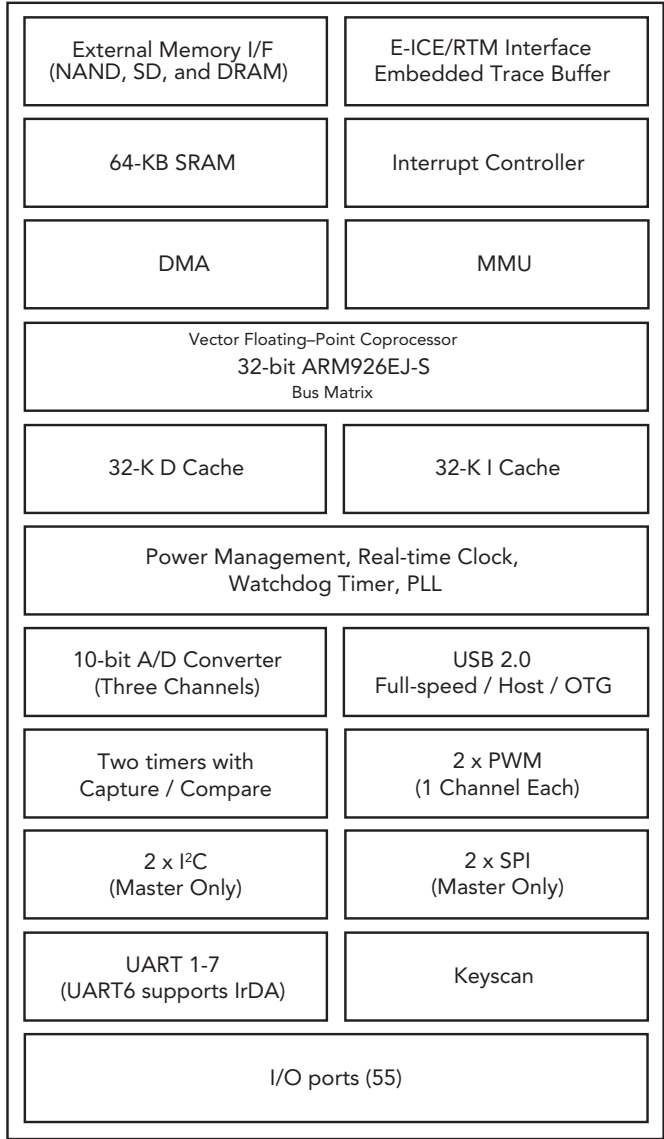 External Memory I/F
(NAND, SD, and DRAM)
E-ICE/RTM Interface
Embedded Trace Buffer
64-KB SRAM
Interrupt Controller
DMA
MMU
Vector Floating–Point Coprocessor
32-bit ARM926EJ-S
Bus Matrix
32-K D Cache
32-K I Cache
Power Management, Real-time Clock,
Watchdog Timer, PLL
10-bit A/D Converter
(Three Channels)
USB 2.0
Full-speed / Host / OTG
Two timers with
Capture / Compare
2 x PWM
(1 Channel Each)
2 x I²C
(Master Only)
2 x SPI
(Master Only)
UART 1-7
(UART6 supports IrDA)
Keyscan
I/O ports (55)